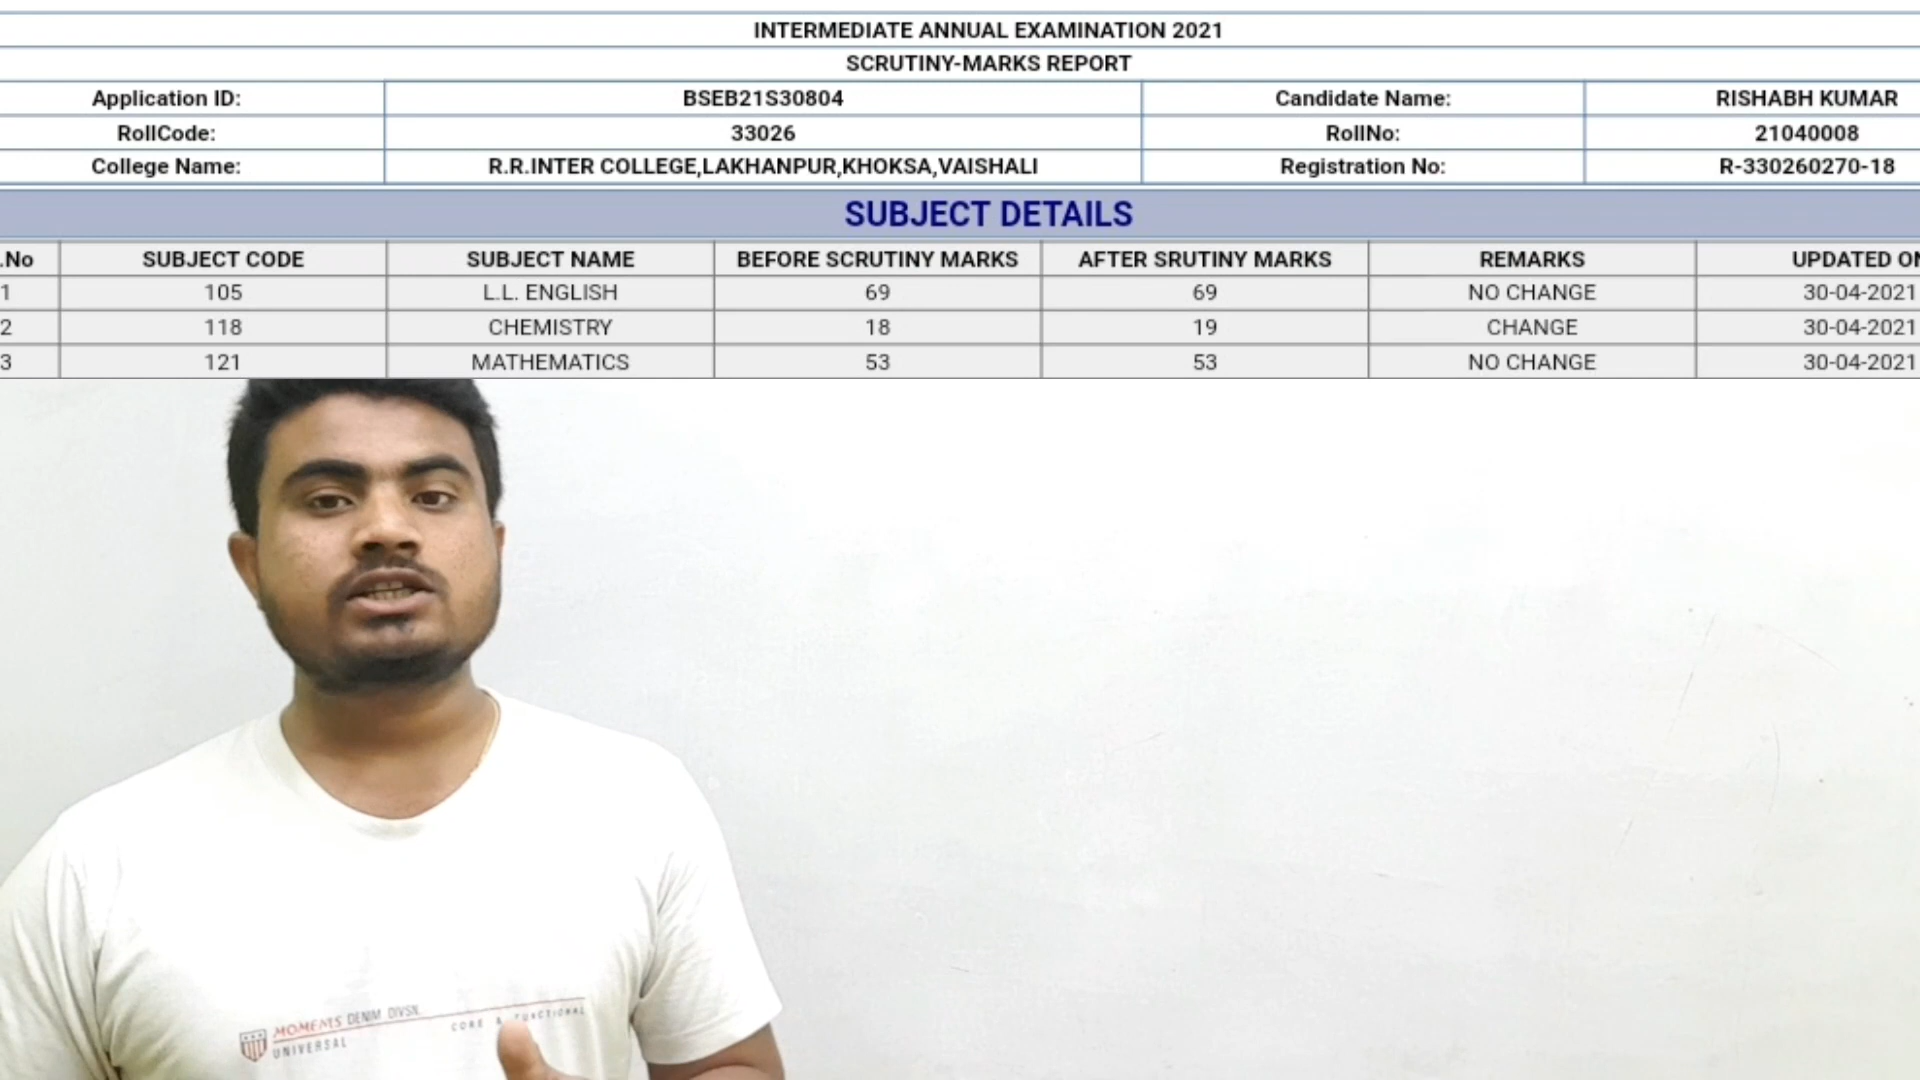 INTERMEDIATE ANNUAL EXAMINATION 2021
SCRUTINY-MARKS REPORT
Application ID: BSEB21S30804 Candidate Name: RISHABH KUMAR
RollCode: 33026 RollNo: 21040008
College Name: R.R.INTER COLLEGE,LAKHANPUR,KHOKSA,VAISHALI Registration No: R-330260270-18
SUBJECT DETAILS
.No SUBJECT CODE SUBJECT NAME BEFORE SCRUTINY MARKS AFTER SRUTINY MARKS REMARKS UPDATED ON
1 105 L.L. ENGLISH 69 69 NO CHANGE 30-04-2021
2 118 CHEMISTRY 18 19 CHANGE 30-04-2021
3 121 MATHEMATICS 53 53 NO CHANGE 30-04-2021
MOMENTS DENIM DIVSN.
CORE & FUNCTIONAL
UNIVERSAL